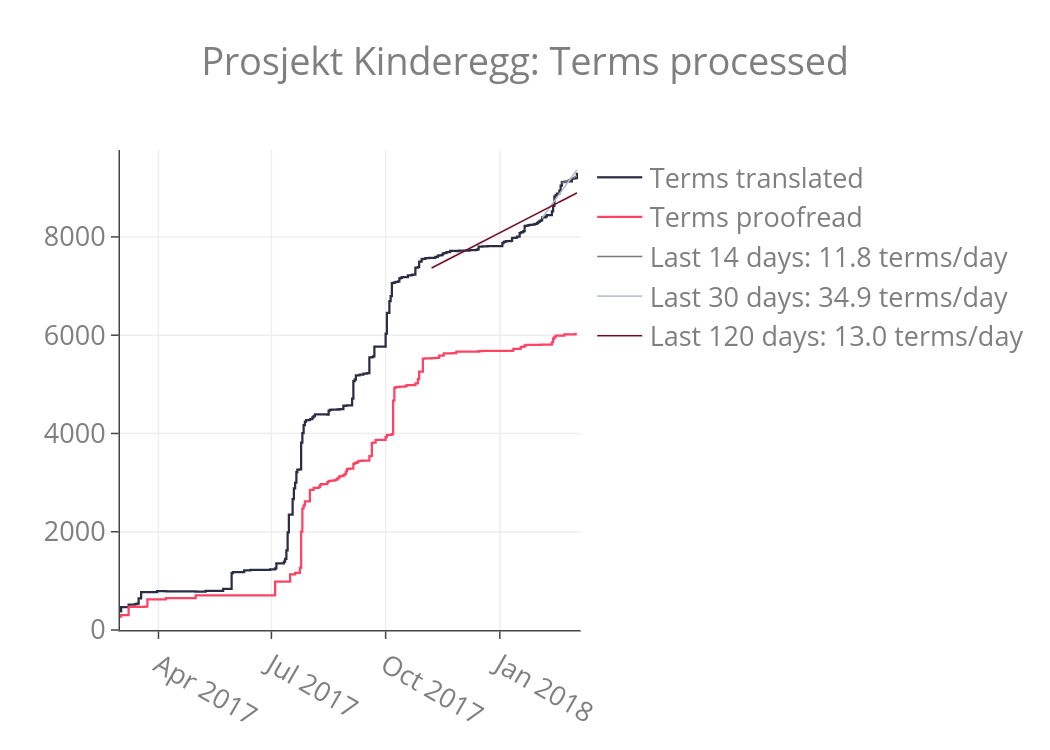 Prosjekt Kinderegg: Terms processed
Terms translated
Terms proofread
Last 14 days: 11.8 terms/day
Last 30 days: 34.9 terms/day
Last 120 days: 13.0 terms/day
8000
6000
4000
2000
0
Apr 2017
Jul 2017
Oct 2017
Jan 2018